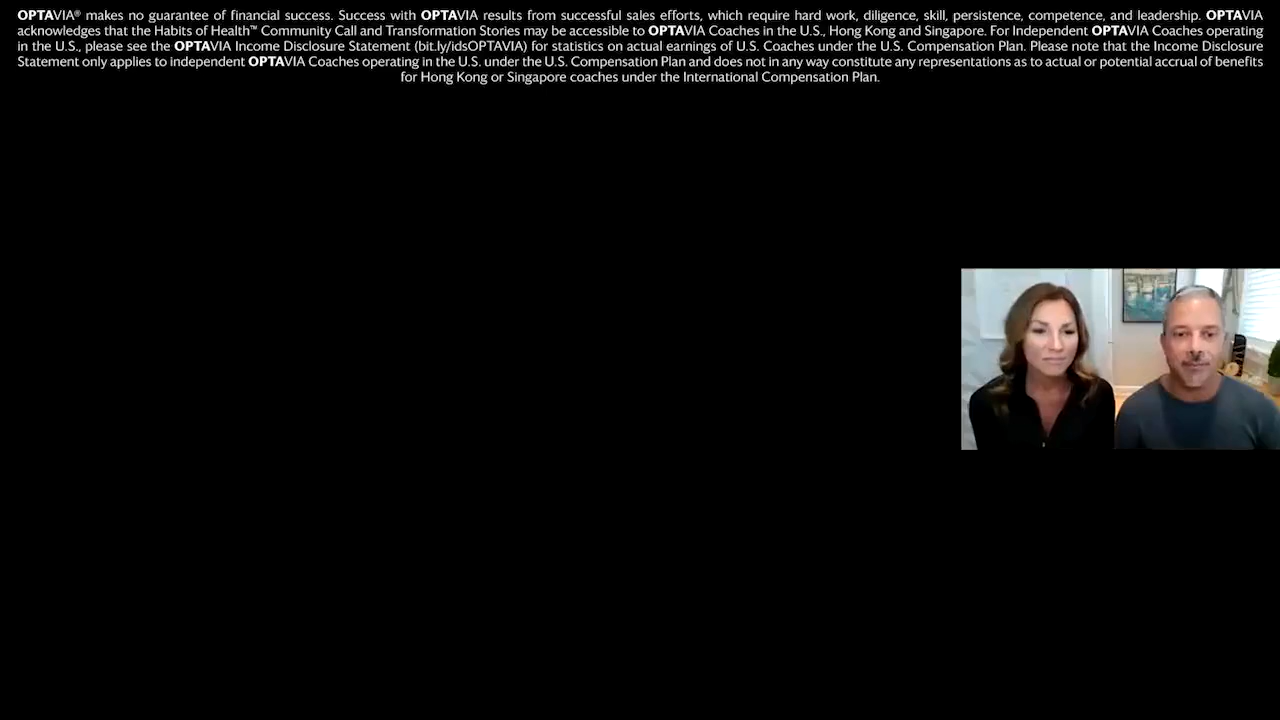 OPTAVIA® makes no guarantee of financial success. Success with OPTAVIA results from successful sales efforts, which require hard work, diligence, skill, persistence, competence, and leadership. OPTAVIA
acknowledges that the Habits of Health™ Community Call and Transformation Stories may be accessible to OPTAVIA Coaches in the U.S., Hong Kong and Singapore. For Independent OPTAVIA Coaches operating
in the U.S., please see the OPTAVIA Income Disclosure Statement (bit.ly/idsOPTAVIA) for statistics on actual earnings of U.S. Coaches under the U.S. Compensation Plan. Please note that the Income Disclosure
Statement only applies to independent OPTAVIA Coaches operating in the U.S. under the U.S. Compensation Plan and does not in any way constitute any representations as to actual or potential accrual of benefits
for Hong Kong or Singapore coaches under the International Compensation Plan.